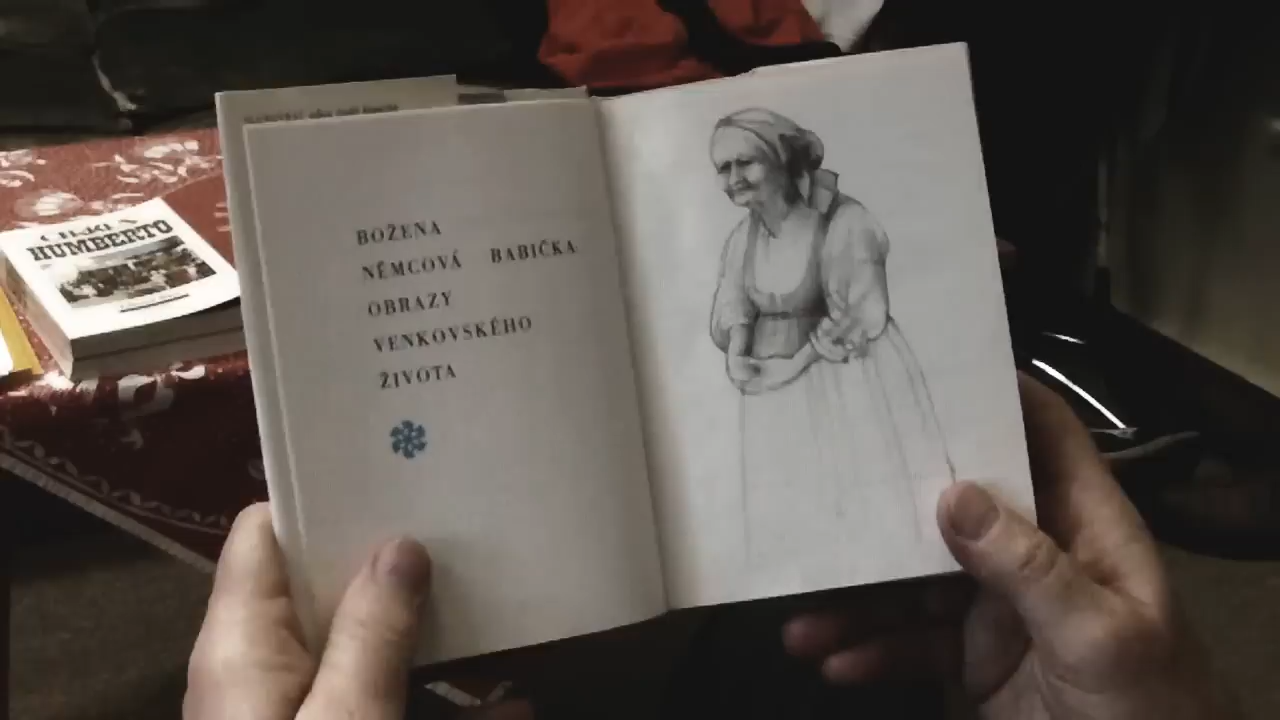 BOŽENA
NĚMCOVÁ BABIČKA
OBRAZY
VENKOVSKÉHO
ŽIVOTA
HUMBERTO